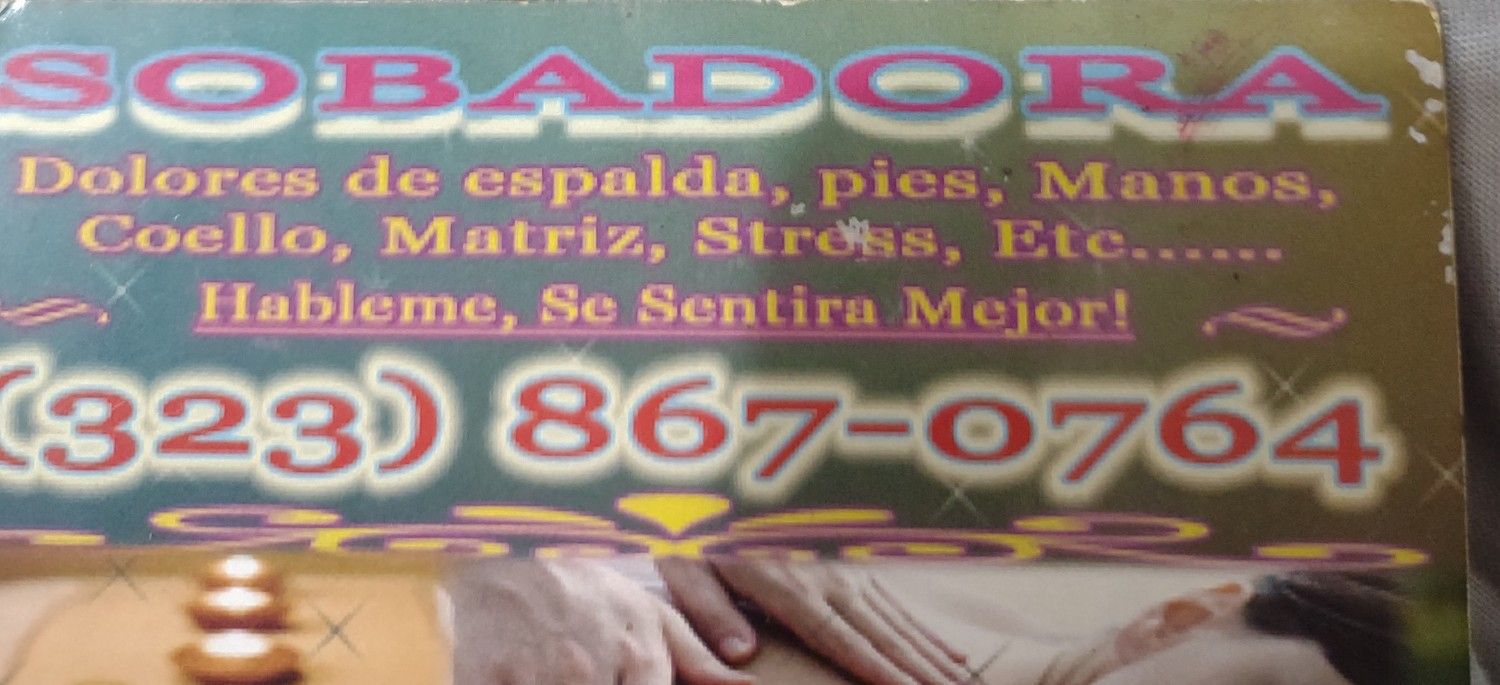 SOBADORA
Dolores de espalda, pies, Manos,
Coello, Matriz, Stress, Etc......
Hableme, Se Sentira Mejor!
(323) 867-0764